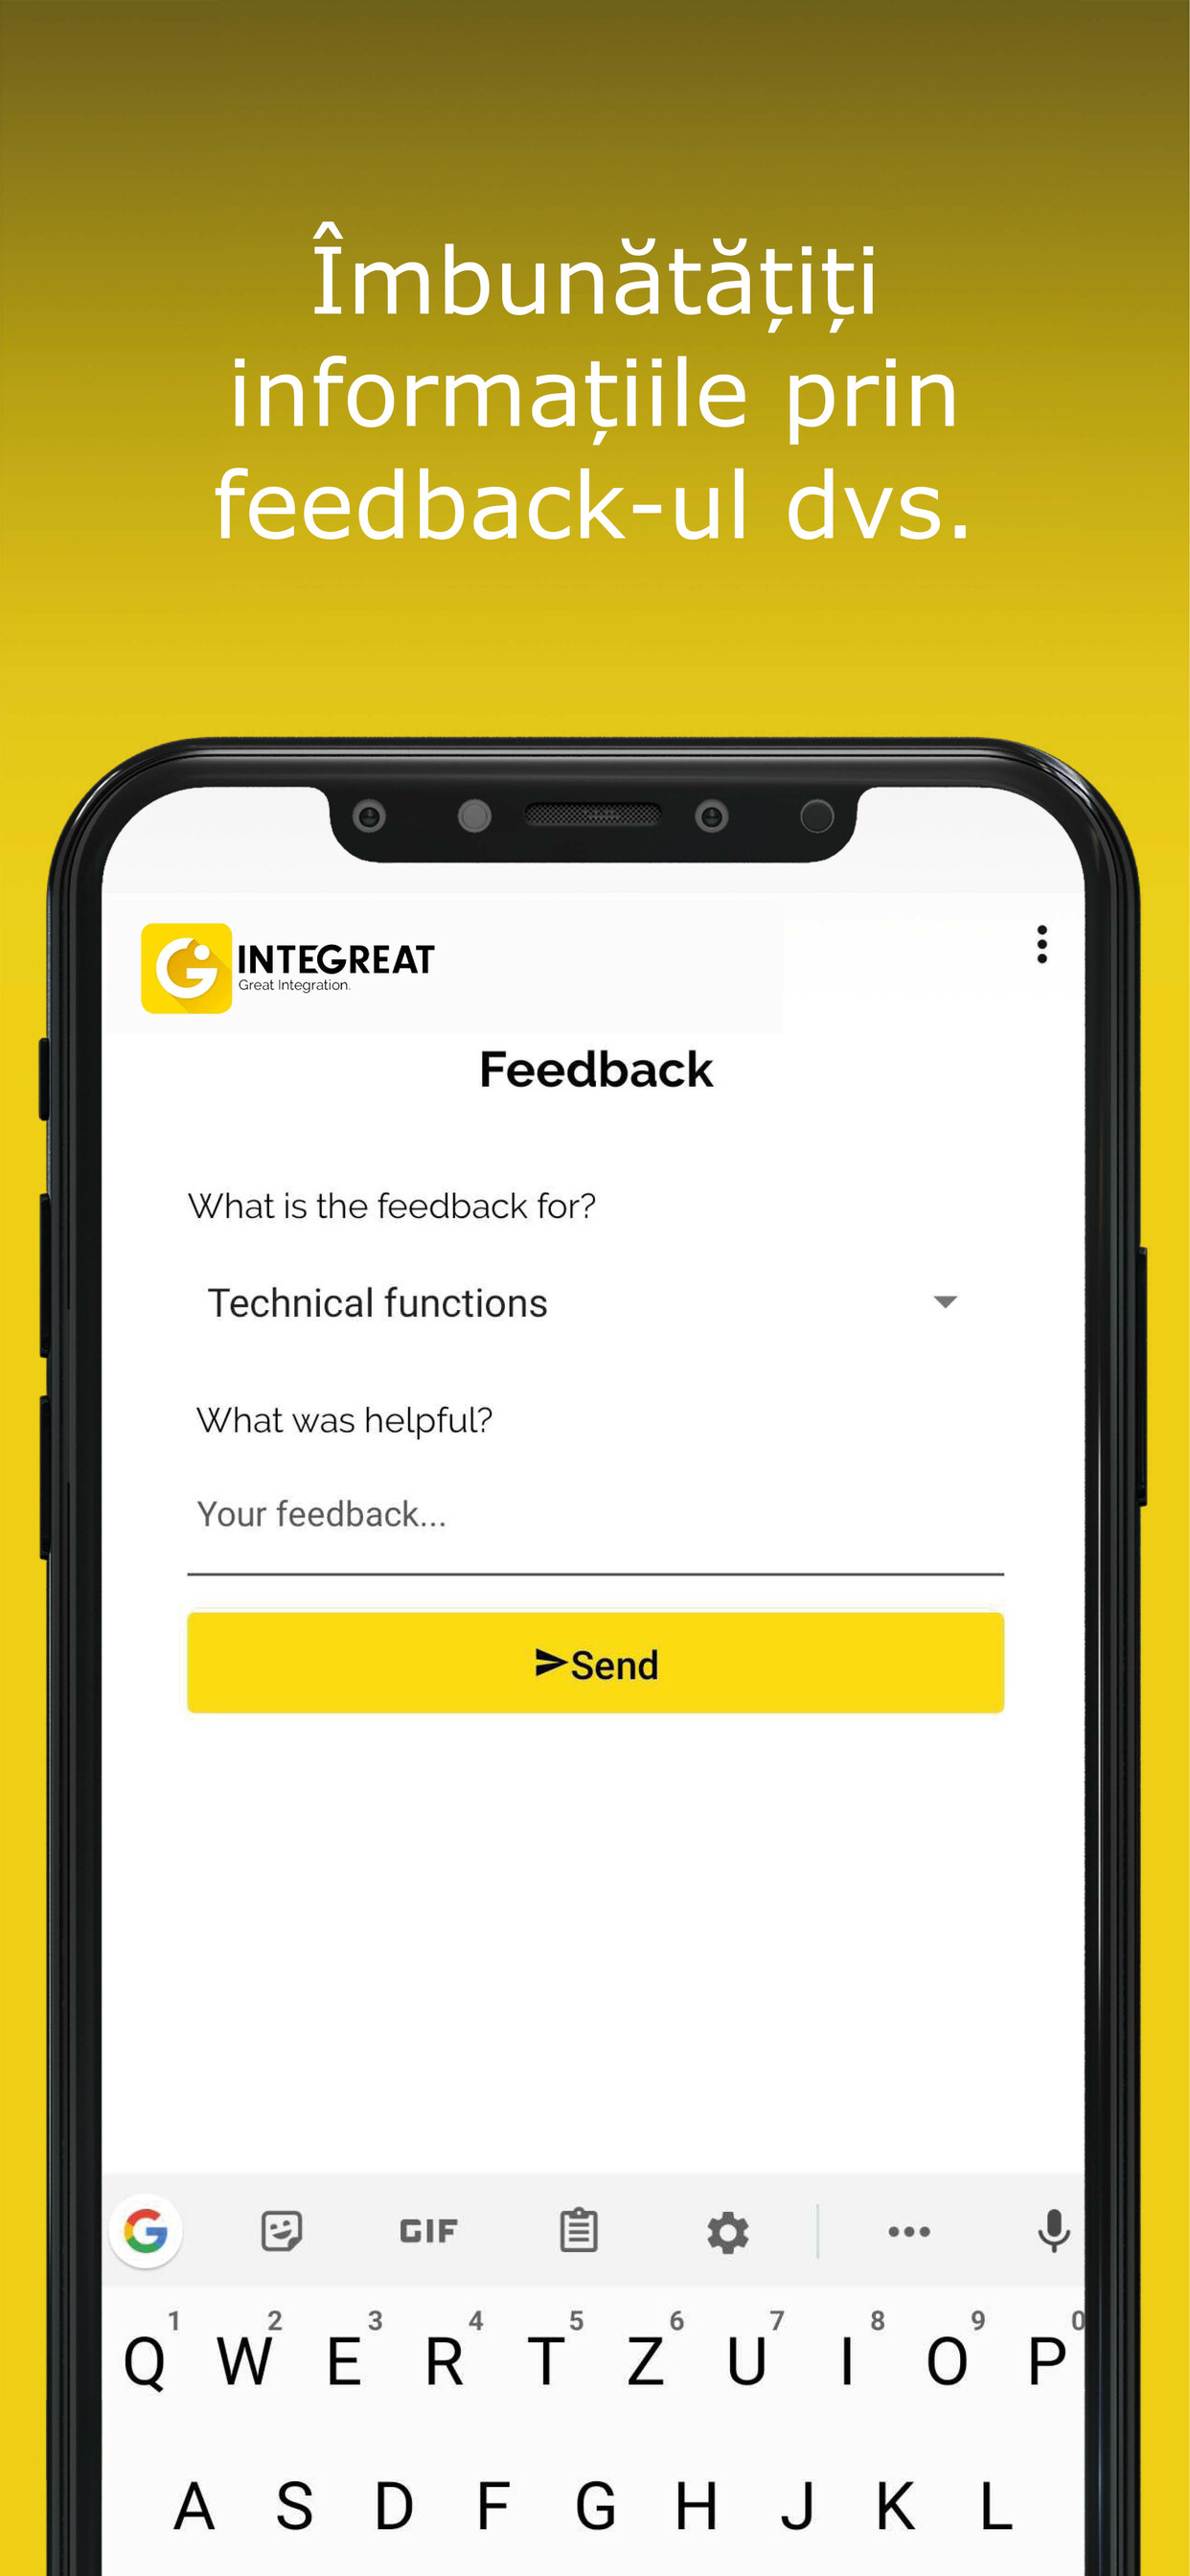 Îmbunătățiți
informațiile prin
feedback-ul dvs.
INTEGREAT
Great Integration.
Feedback
What is the feedback for?
Technical functions
What was helpful?
Your feedback...
Send
G GIF
1 2 3 4 5 6 7 8 9 0
Q W E R T Z U I O P
A S D F G H J K L